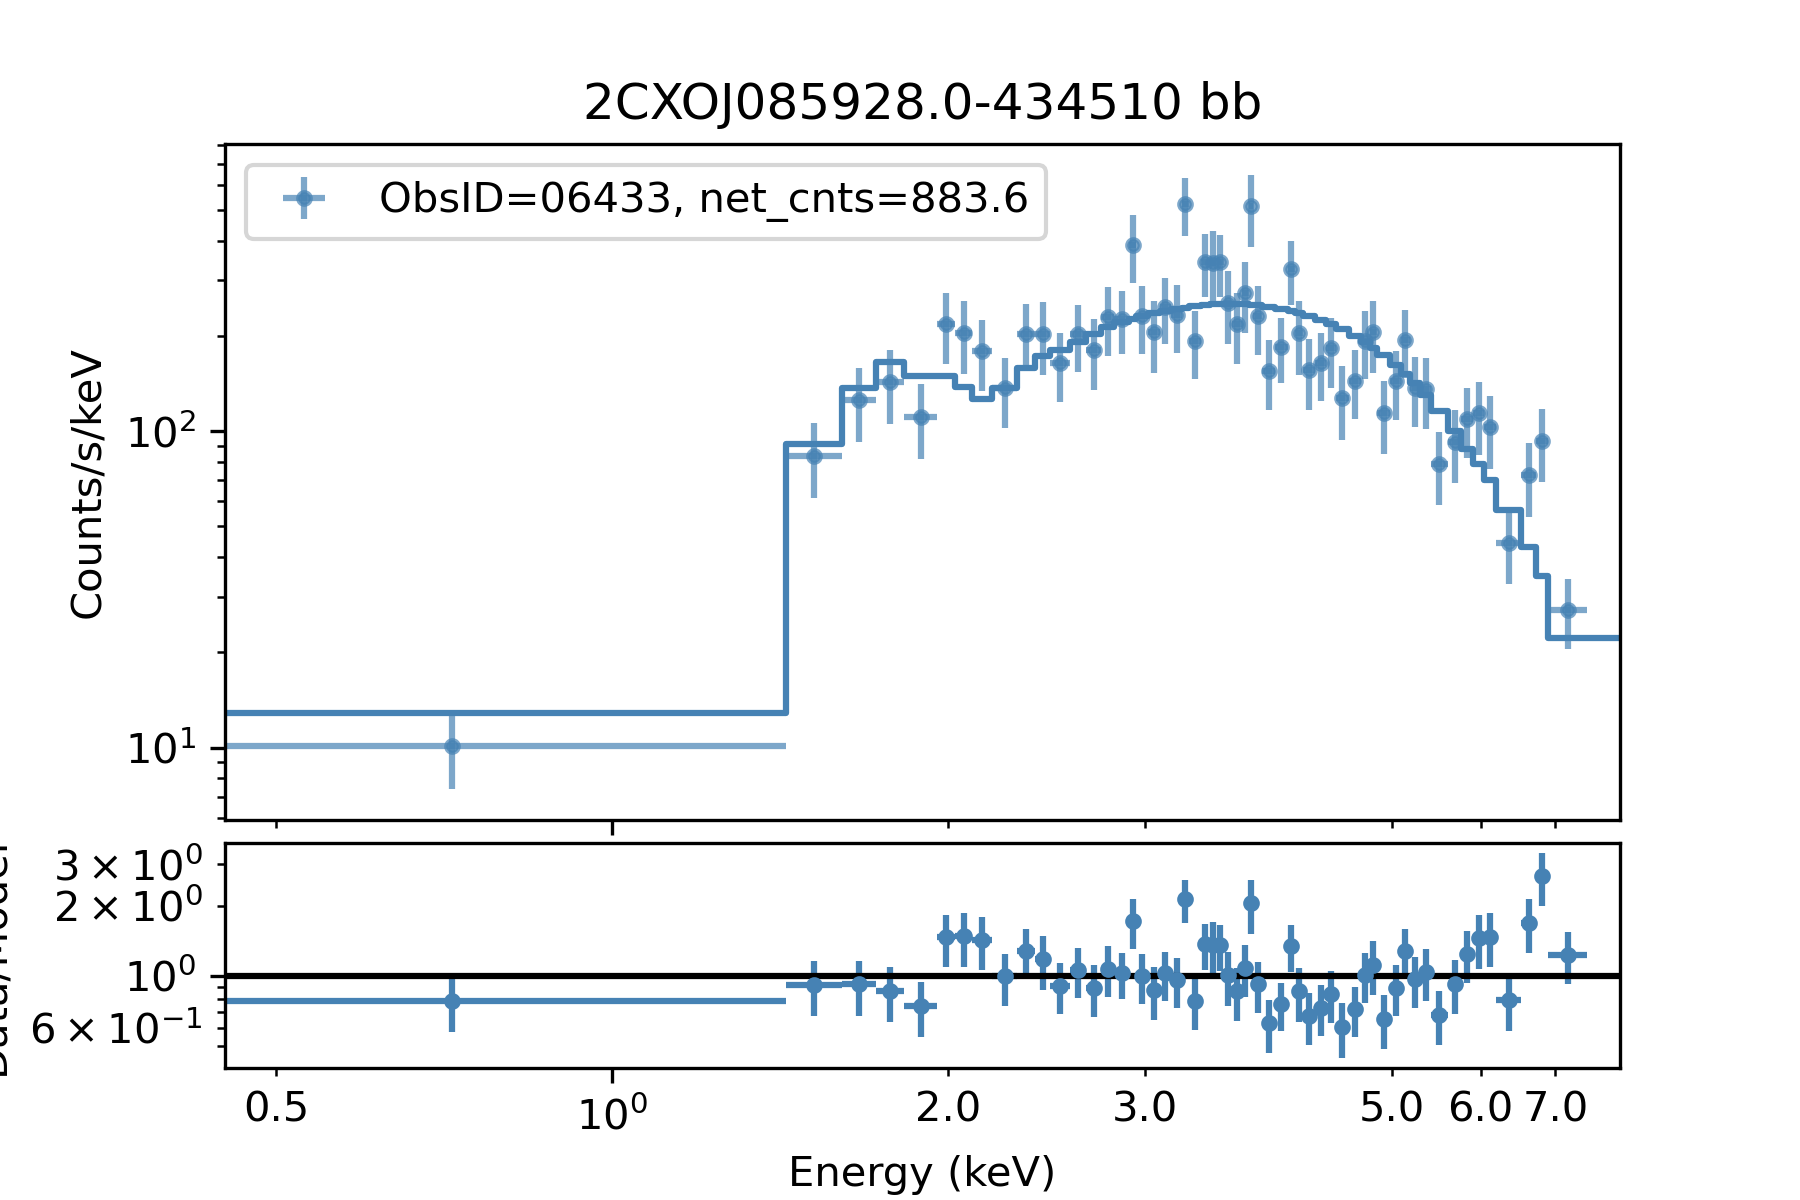 2CXOJ085928.0-434510 bb
ObsID=06433, net_cnts=883.6
Counts/s/keV
10²
10¹
3 × 10⁰
2 × 10⁰
10⁰
6 × 10⁻¹
0.5 10⁰ 2.0 3.0 5.0 6.0 7.0
Energy (keV)